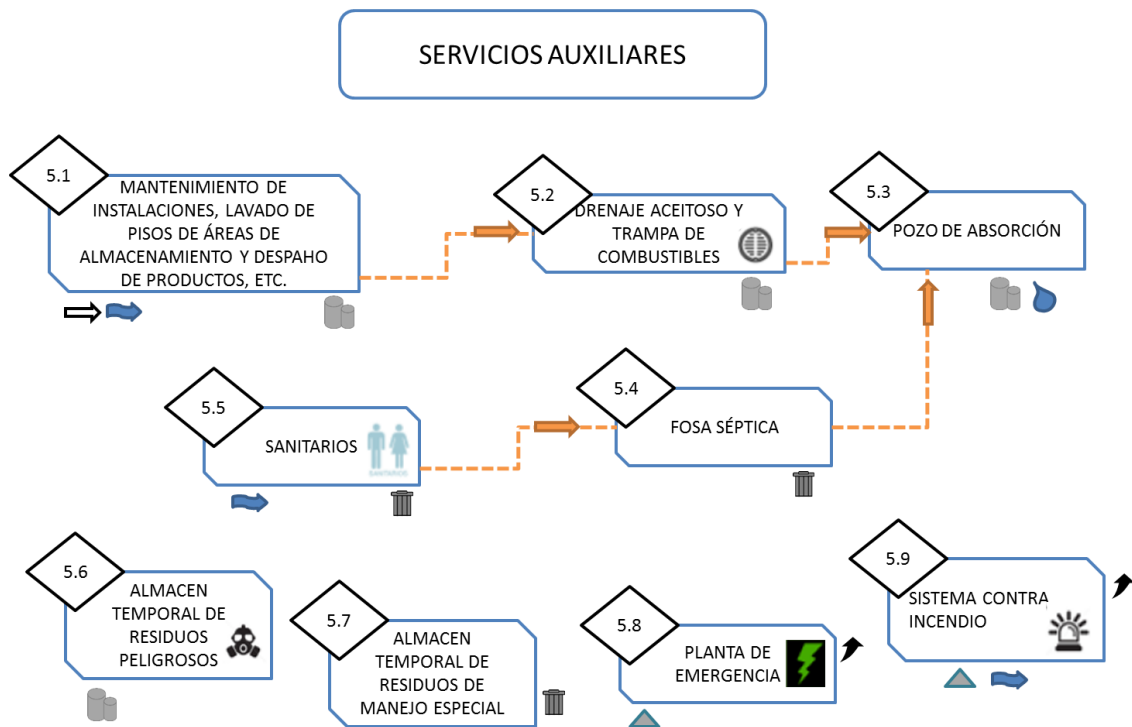 SERVICIOS AUXILIARES
5.1
MANTENIMIENTO DE
INSTALACIONES, LAVADO DE
PISOS DE ÁREAS DE
ALMACENAMIENTO Y DESPAHO
DE PRODUCTOS, ETC.
5.2
DRENAJE ACEITOSO Y
TRAMPA DE
COMBUSTIBLES
5.3
POZO DE ABSORCIÓN
5.5
SANITARIOS
SANITARIOS
5.4
FOSA SÉPTICA
5.6
ALMACEN
TEMPORAL DE
RESIDUOS
PELIGROSOS
5.7
ALMACEN
TEMPORAL DE
RESIDUOS DE
MANEJO ESPECIAL
5.8
PLANTA DE
EMERGENCIA
5.9
SISTEMA CONTRA
INCENDIO